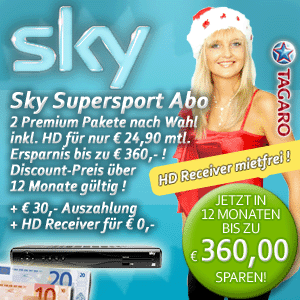 sky
Sky Supersport Abo
2 Premium Pakete nach Wahl
inkl. HD für nur € 24,90 mtl.
Ersparnis bis zu € 360,- !
Discount-Preis über
12 Monate gültig !
+ € 30,- Auszahlung
+ HD Receiver für € 0,-
TAGARO
HD Receiver mietfrei !
JETZT IN
12 MONATEN
BIS ZU
€ 360,00
SPAREN!
10
20